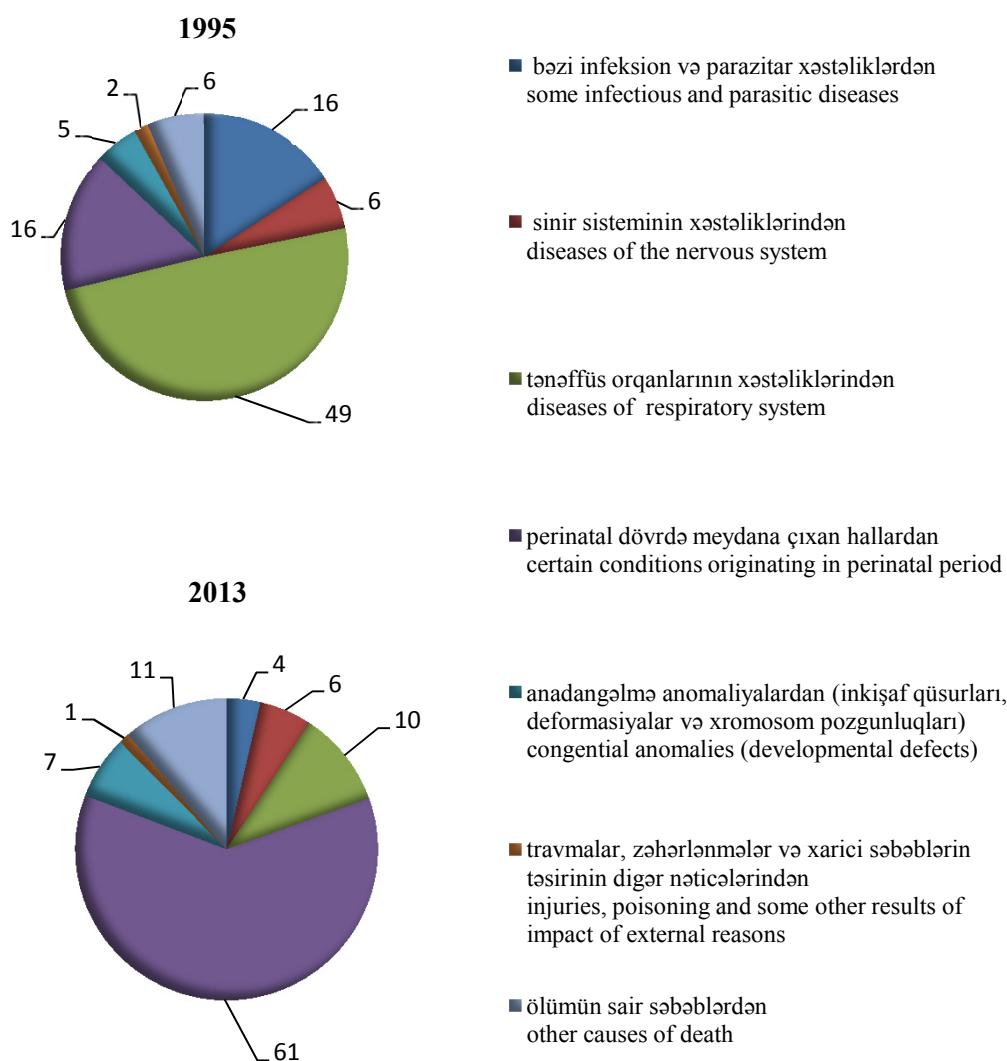 1995
2
6
16
5
6
16
49
bəzi infeksion və parazitar xəstəliklərdən
some infectious and parasitic diseases
sinir sisteminin xəstəliklərindən
diseases of the nervous system
tənəffüs orqanlarının xəstəliklərindən
diseases of respiratory system
perinatal dövrdə meydana çıxan hallardan
certain conditions originating in perinatal period
2013
11
4
6
1
10
7
61
anadangəlmə anomaliyalardan (inkişaf qüsurları,
deformasiyalar və xromosom pozgunluqları)
congential anomalies (developmental defects)
travmalar, zəhərlənmələr və xarici səbəblərin
təsirinin digər nəticələrindən
injuries, poisoning and some other results of
impact of external reasons
ölümün sair səbəblərdən
other causes of death